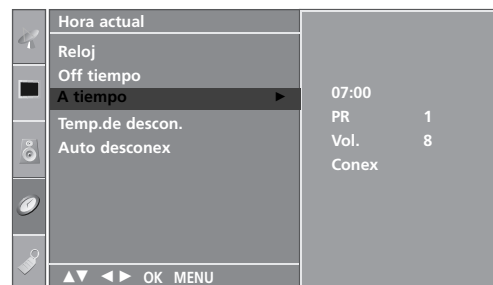 Hora actual
Reloj
Off tiempo
A tiempo ►
Temp.de descon.
Auto desconex
07:00
PR 1
Vol. 8
Conex
▲▼ ◄► OK MENU